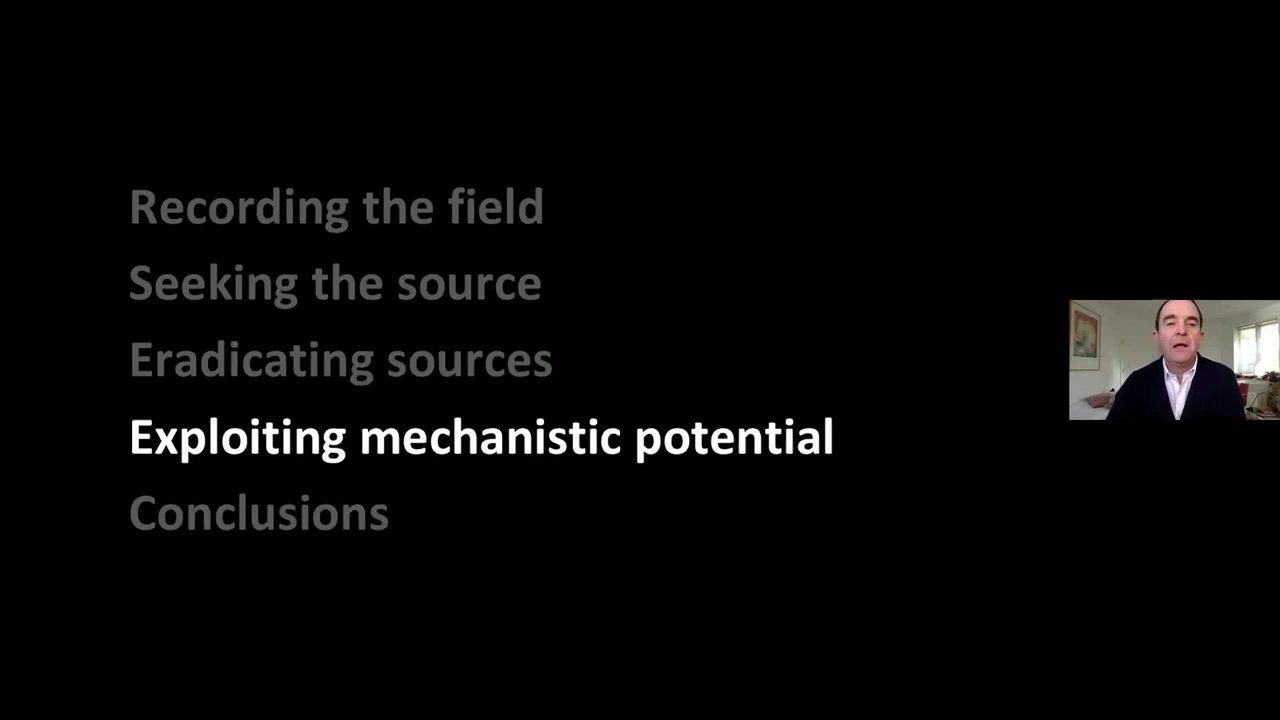 Recording the field
Seeking the source
Eradicating sources
Exploiting mechanistic potential
Conclusions